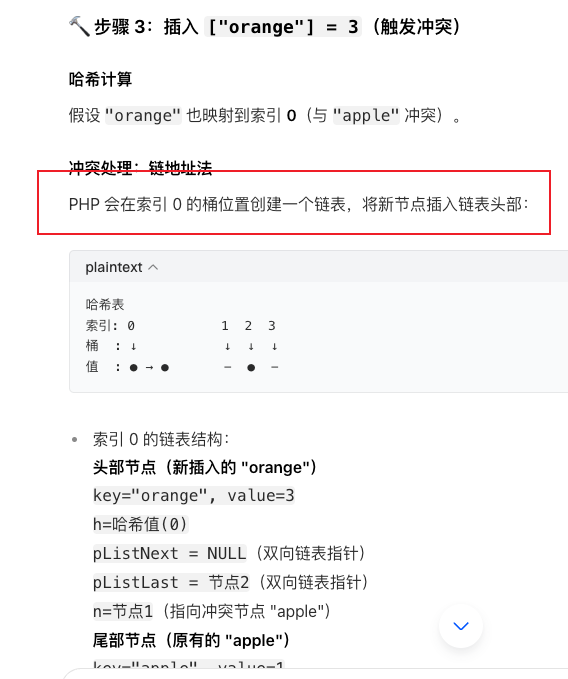 🔨 步骤 3：插入 ["orange"] = 3（触发冲突）
哈希计算
假设 "orange" 也映射到索引 0（与 "apple" 冲突）。
冲突处理：链地址法
PHP 会在索引 0 的桶位置创建一个链表，将新节点插入链表头部：
plaintext
哈希表
索引: 0 1 2 3
桶 : ↓ ↓ ↓ ↓
值 : ● → ● – ● –
索引 0 的链表结构：
头部节点（新插入的 "orange"）
key="orange", value=3
h=哈希值(0)
pListNext = NULL（双向链表指针）
pListLast = 节点2（双向链表指针）
n=节点1（指向冲突节点 "apple"）
尾部节点（原有的 "apple"）
key="apple", value=1